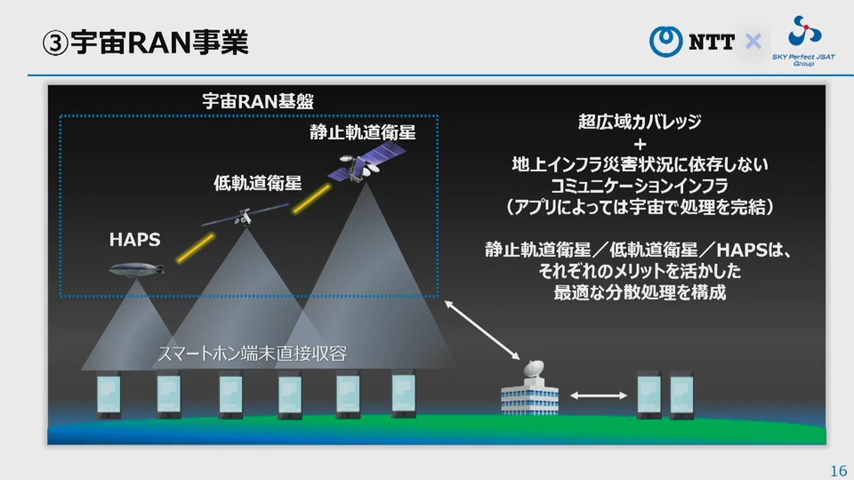 ③宇宙RAN事業
NTT
×
SKY Perfect JSAT
Group
宇宙RAN基盤
静止軌道衛星
低軌道衛星
HAPS
スマートホン端末直接収容
超広域カバレッジ
+
地上インフラ災害状況に依存しない
コミュニケーションインフラ
(アプリによっては宇宙で処理を完結)
静止軌道衛星／低軌道衛星／HAPSは、
それぞれのメリットを活かした
最適な分散処理を構成
16